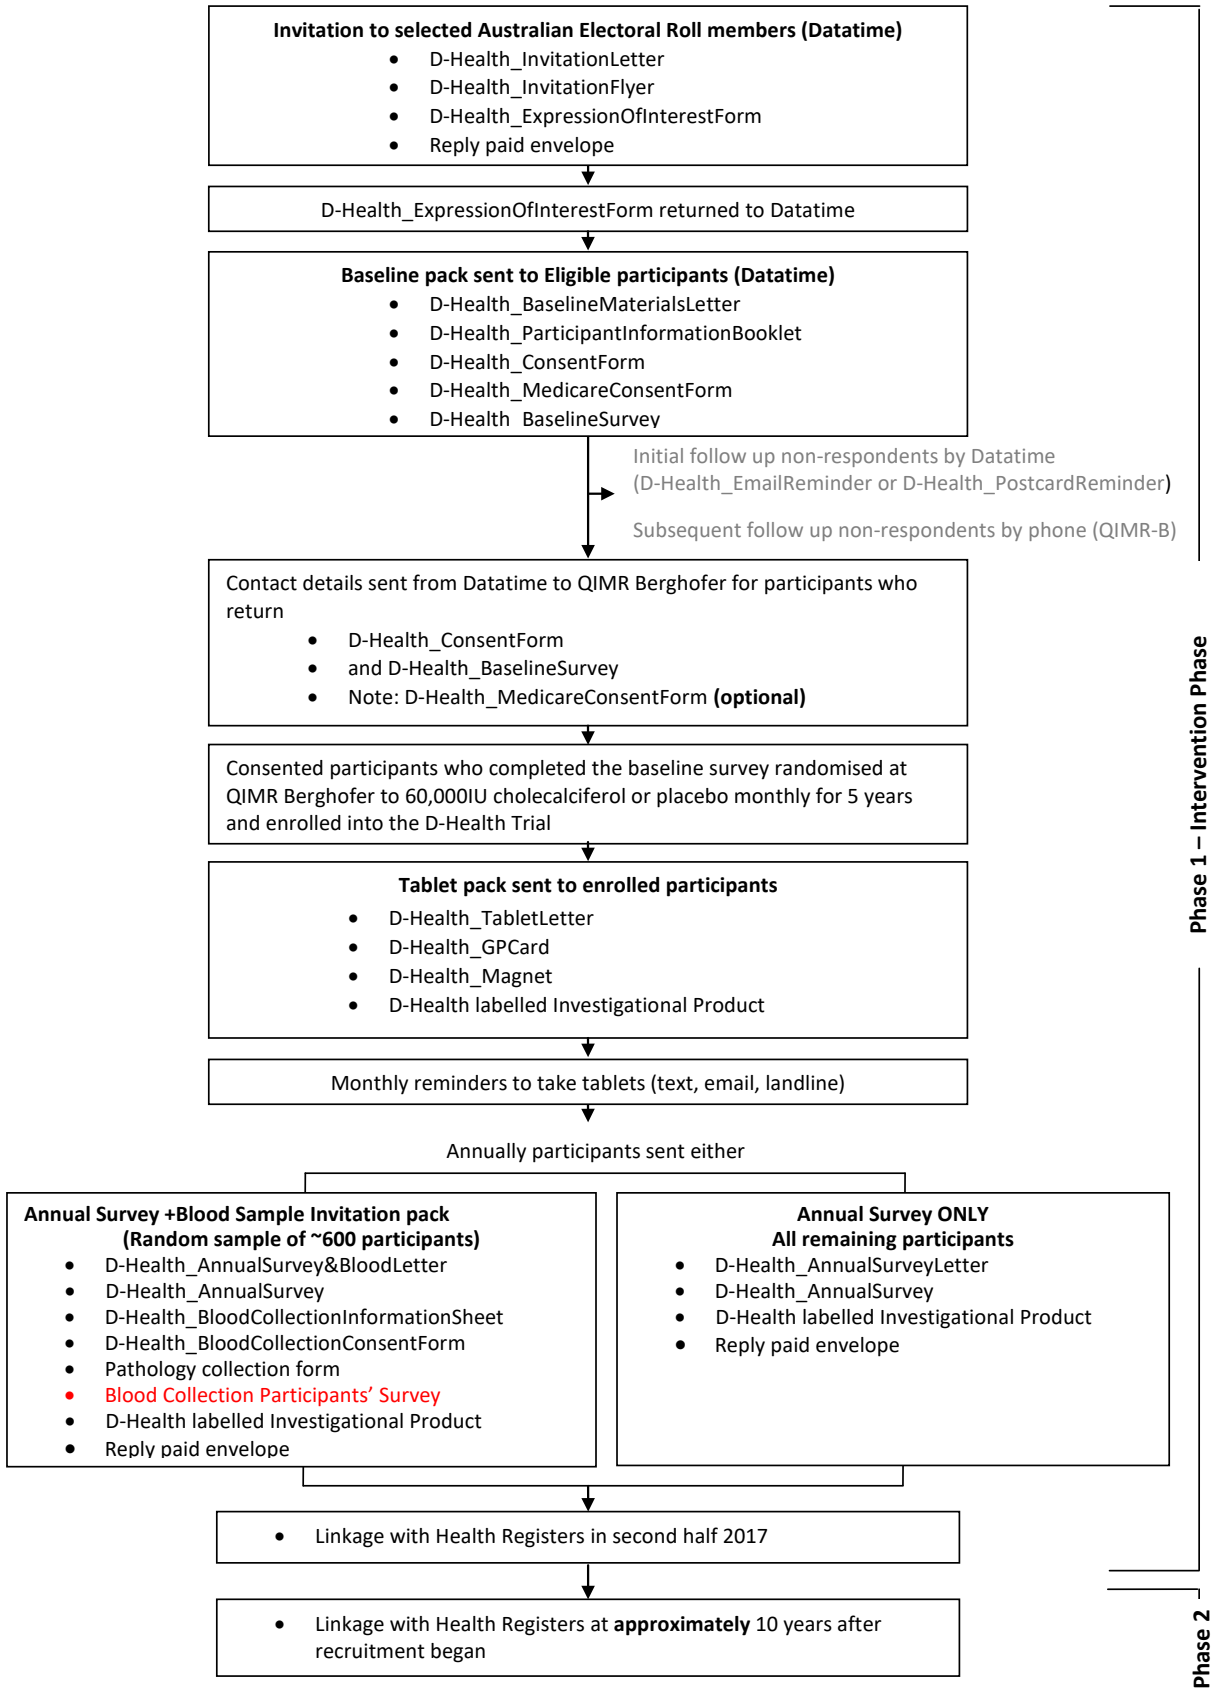 Invitation to selected Australian Electoral Roll members (Datatime)
• D-Health_InvitationLetter
• D-Health_InvitationFlyer
• D-Health_ExpressionOfInterestForm
• Reply paid envelope
D-Health_ExpressionOfInterestForm returned to Datatime
Baseline pack sent to Eligible participants (Datatime)
• D-Health_BaselineMaterialsLetter
• D-Health_ParticipantInformationBooklet
• D-Health_ConsentForm
• D-Health_MedicareConsentForm
• D-Health_BaselineSurvey
Initial follow up non-respondents by Datatime
(D-Health_EmailReminder or D-Health_PostcardReminder)
Subsequent follow up non-respondents by phone (QIMR-B)
Contact details sent from Datatime to QIMR Berghofer for participants who
return
• D-Health_ConsentForm
• and D-Health_BaselineSurvey
• Note: D-Health_MedicareConsentForm (optional)
Consented participants who completed the baseline survey randomised at
QIMR Berghofer to 60,000IU cholecalciferol or placebo monthly for 5 years
and enrolled into the D-Health Trial
Tablet pack sent to enrolled participants
• D-Health_TabletLetter
• D-Health_GPCard
• D-Health_Magnet
• D-Health labelled Investigational Product
Monthly reminders to take tablets (text, email, landline)
Annually participants sent either
Annual Survey +Blood Sample Invitation pack
(Random sample of ~600 participants)
• D-Health_AnnualSurvey&BloodLetter
• D-Health_AnnualSurvey
• D-Health_BloodCollectionInformationSheet
• D-Health_BloodCollectionConsentForm
• Pathology collection form
• Blood Collection Participants’ Survey
• D-Health labelled Investigational Product
• Reply paid envelope
Annual Survey ONLY
All remaining participants
• D-Health_AnnualSurveyLetter
• D-Health_AnnualSurvey
• D-Health labelled Investigational Product
• Reply paid envelope
• Linkage with Health Registers in second half 2017
• Linkage with Health Registers at approximately 10 years after
recruitment began
Phase 1 – Intervention Phase
Phase 2